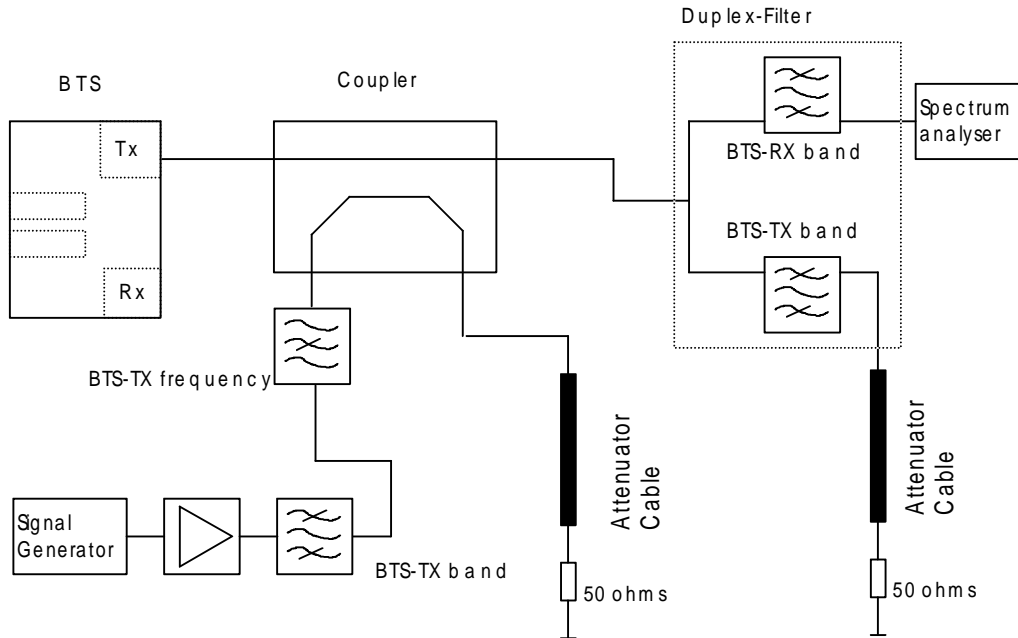 Duplex-Filter
BTS
Coupler
Tx
Spectrum
analyser
BTS-RX band
BTS-TX band
Rx
BTS-TX frequency
Attenuator
Cable
Attenuator
Cable
Signal
Generator
BTS-TX band
50 ohms
50 ohms